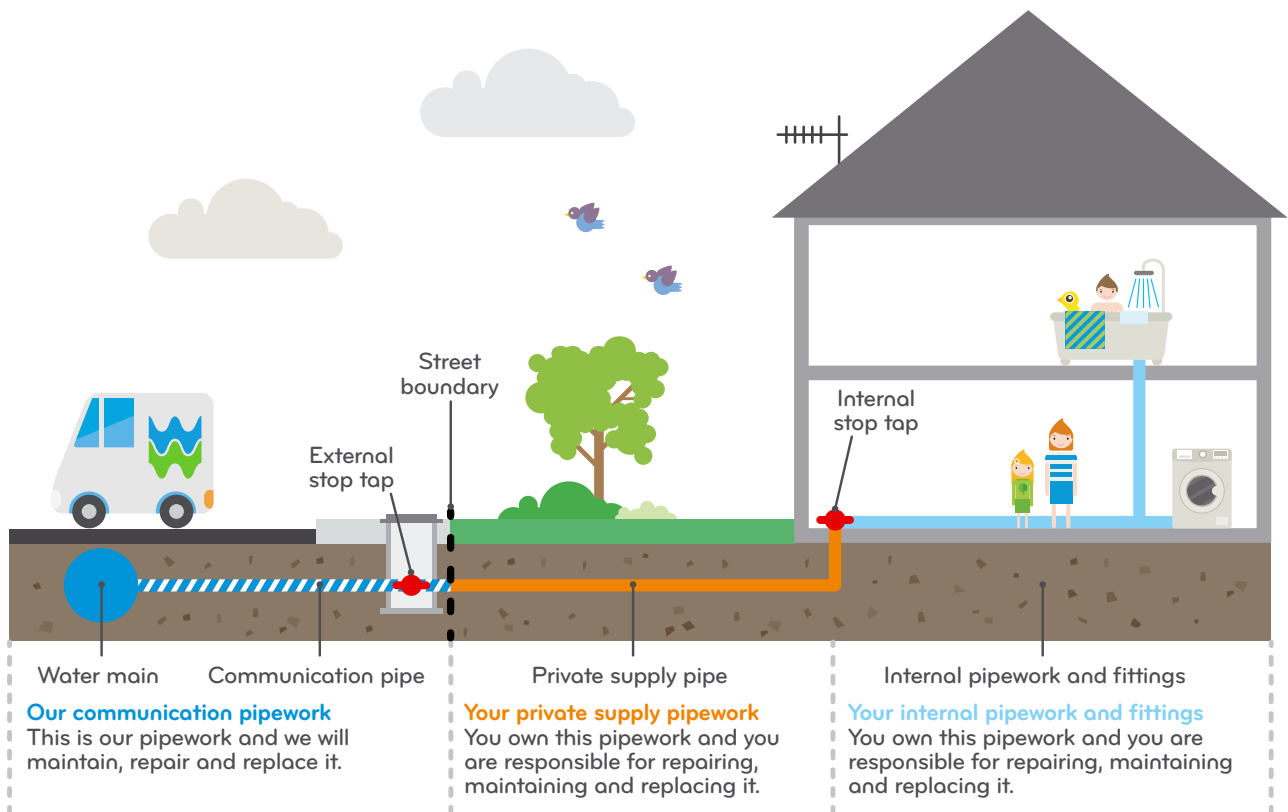 Street
boundary
External
stop tap
Internal
stop tap
Water main
Communication pipe
Private supply pipe
Internal pipework and fittings
Our communication pipework
This is our pipework and we will
maintain, repair and replace it.
Your private supply pipework
You own this pipework and you
are responsible for repairing,
maintaining and replacing it.
Your internal pipework and fittings
You own this pipework and you are
responsible for repairing, maintaining
and replacing it.